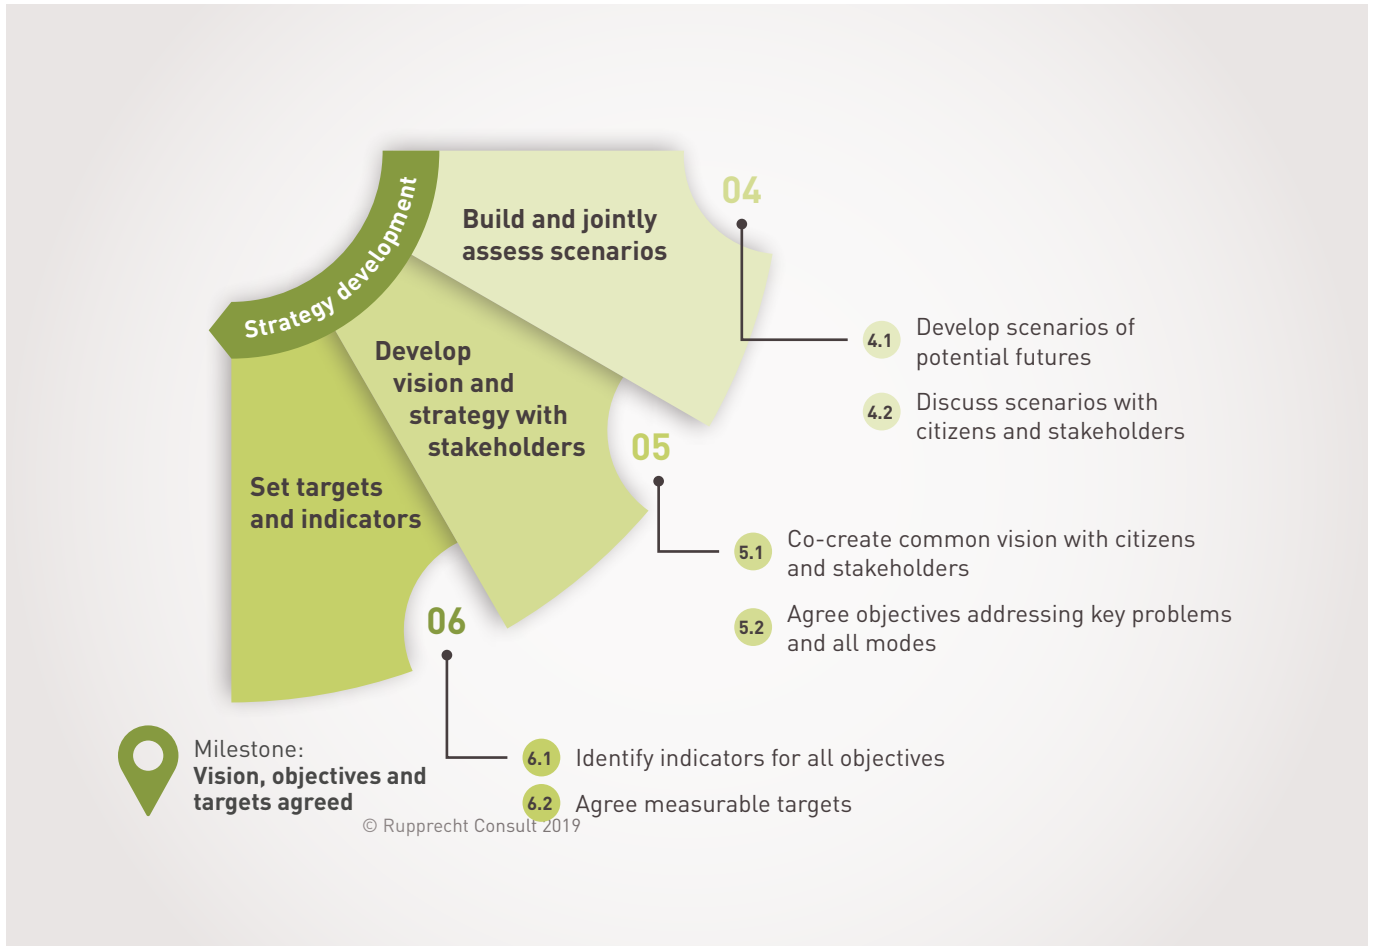 Strategy development
Build and jointly
assess scenarios
04
4.1
Develop scenarios of
potential futures
4.2
Discuss scenarios with
citizens and stakeholders
Develop
vision and
strategy with
stakeholders
05
5.1
Co-create common vision with citizens
and stakeholders
5.2
Agree objectives addressing key problems
and all modes
Set targets
and indicators
06
6.1
Identify indicators for all objectives
6.2
Agree measurable targets
Milestone:
Vision, objectives and
targets agreed
© Rupprecht Consult 2019